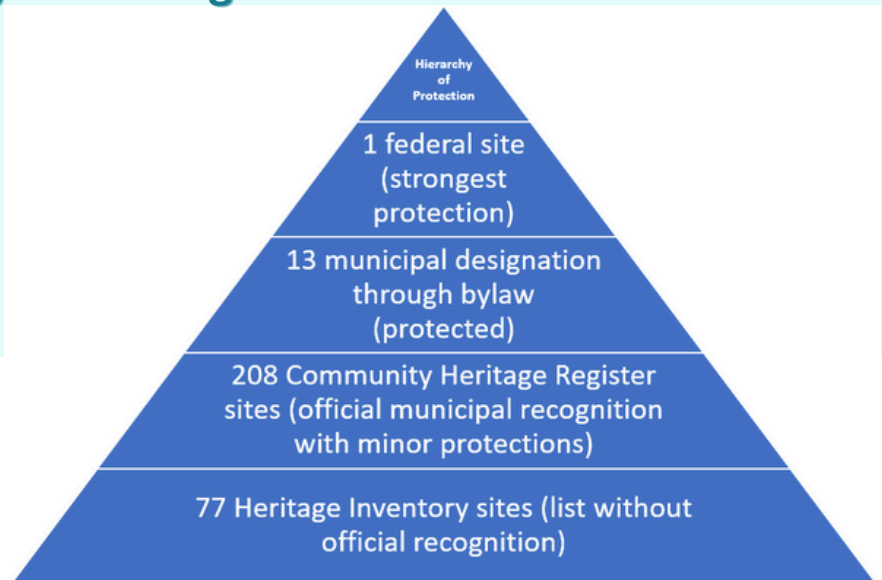 Hierarchy
of
Protection
1 federal site
(strongest
protection)
13 municipal designation
through bylaw
(protected)
208 Community Heritage Register
sites (official municipal recognition
with minor protections)
77 Heritage Inventory sites (list without
official recognition)